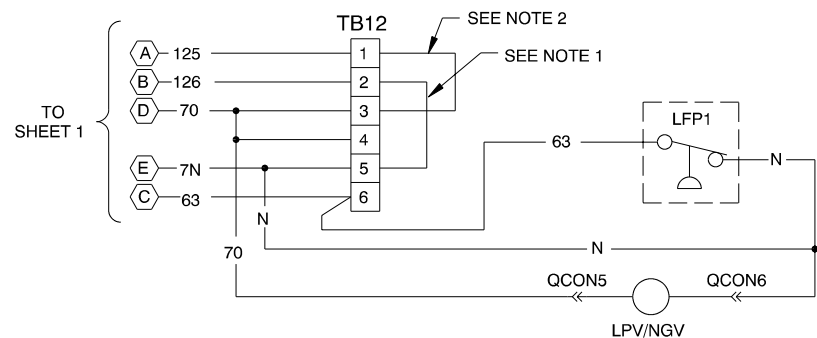 TB12
SEE NOTE 2
SEE NOTE 1
A 125 1
B 126 2
TO
SHEET 1
D 70 3
4
E 7N 5
C 63 6
63
LFP1
N
N
N
70
QCON5
QCON6
LPV/NGV